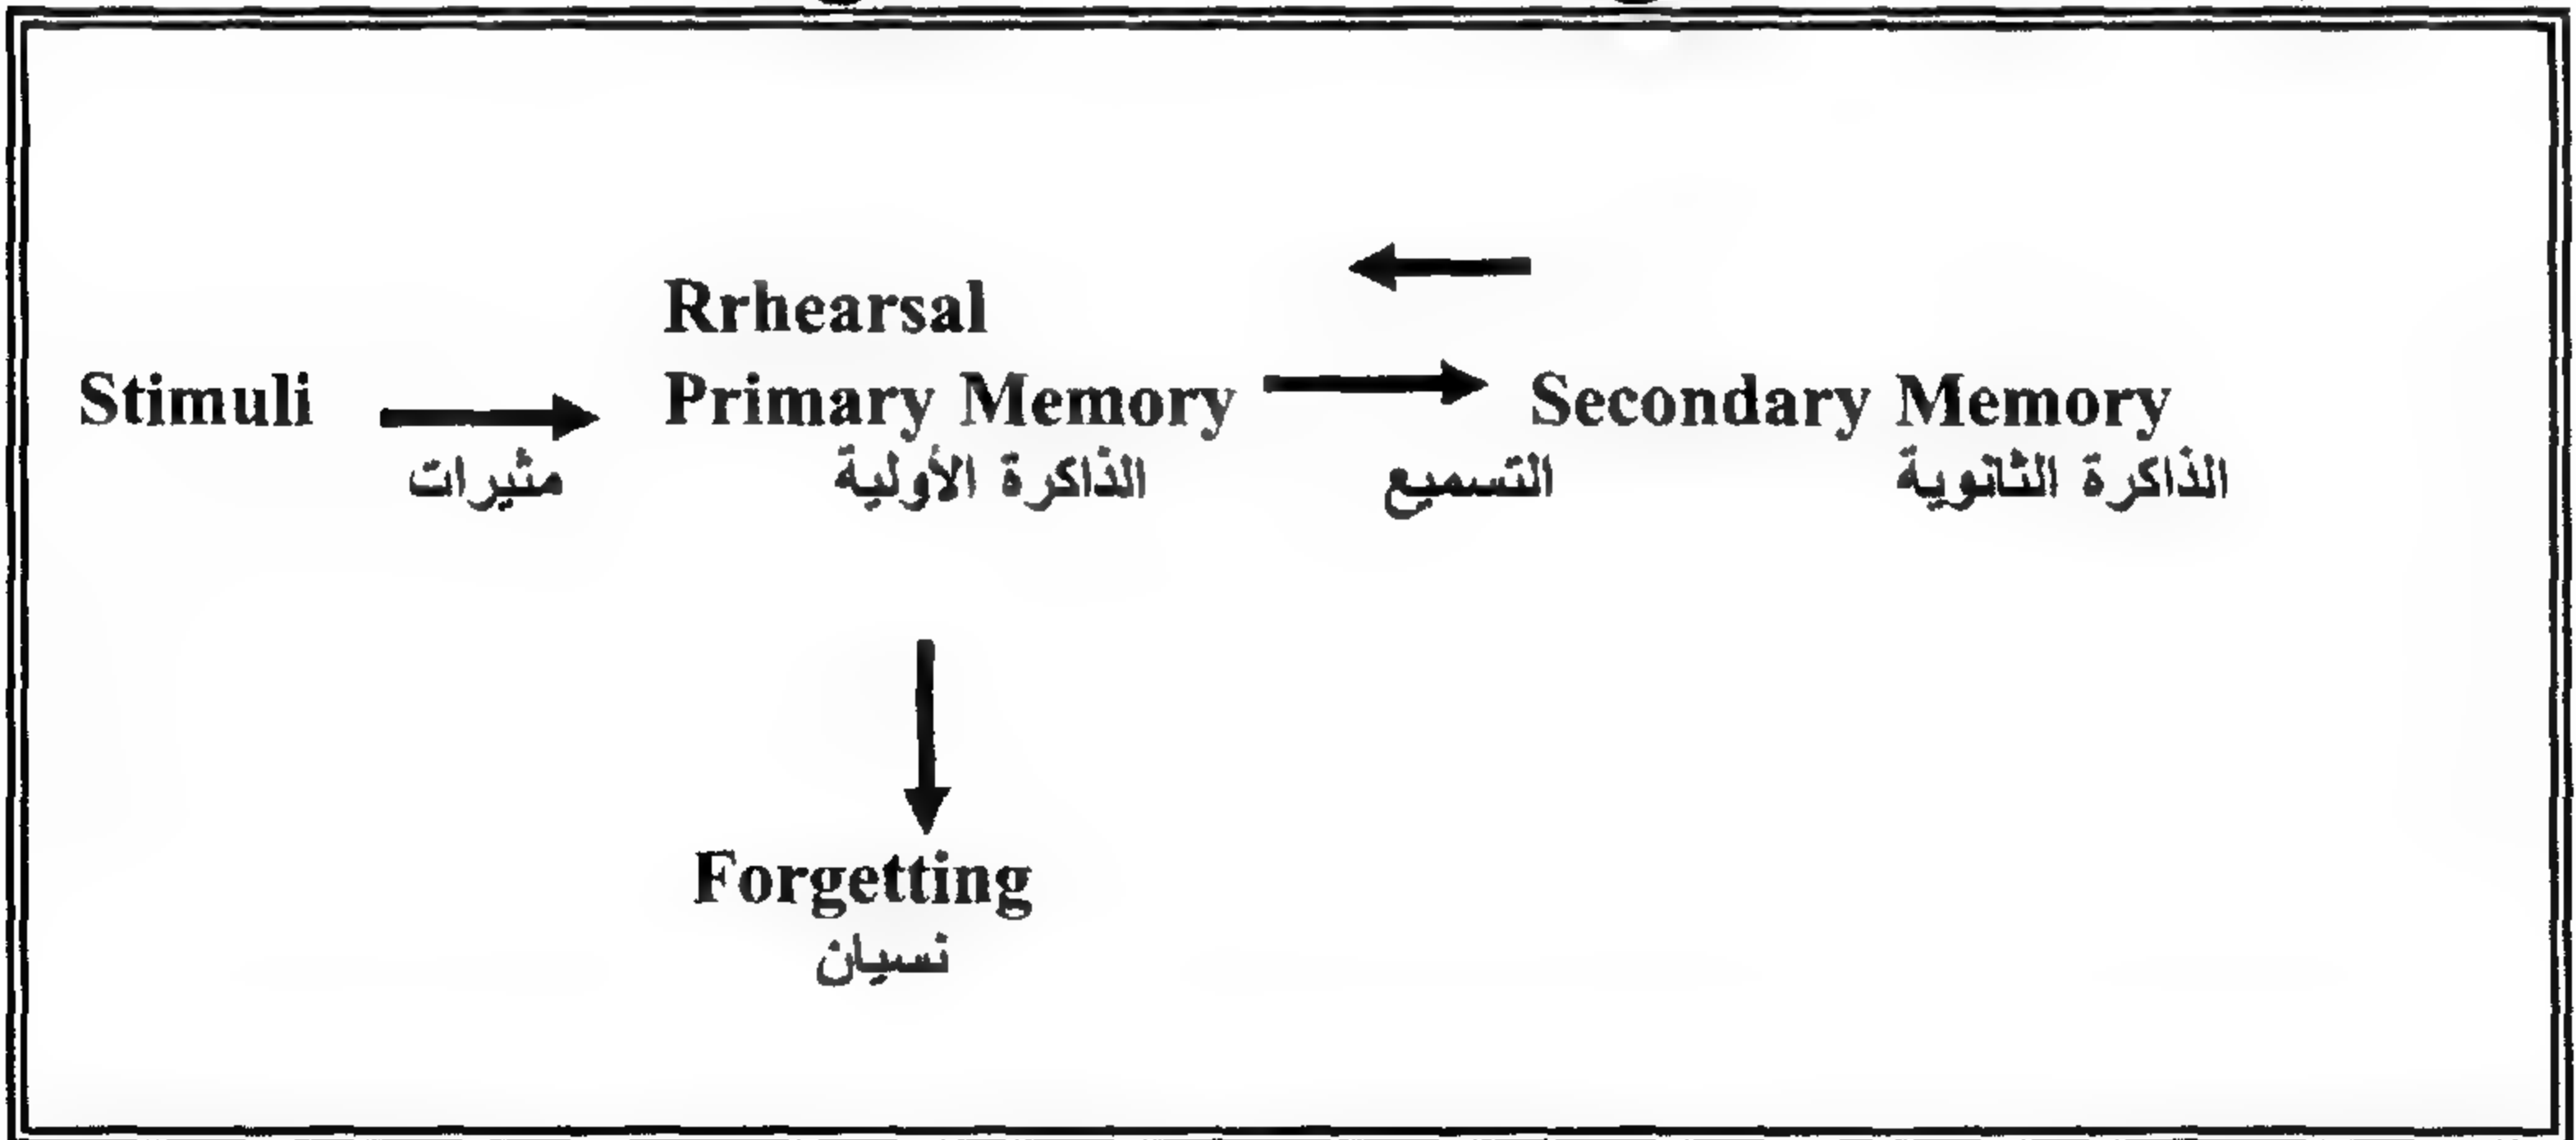 Rrhearsal
Stimuli Primary Memory Secondary Memory
مثيرات الذاكرة الأولية التسميع الذاكرة الثانوية
Forgetting
نسيان